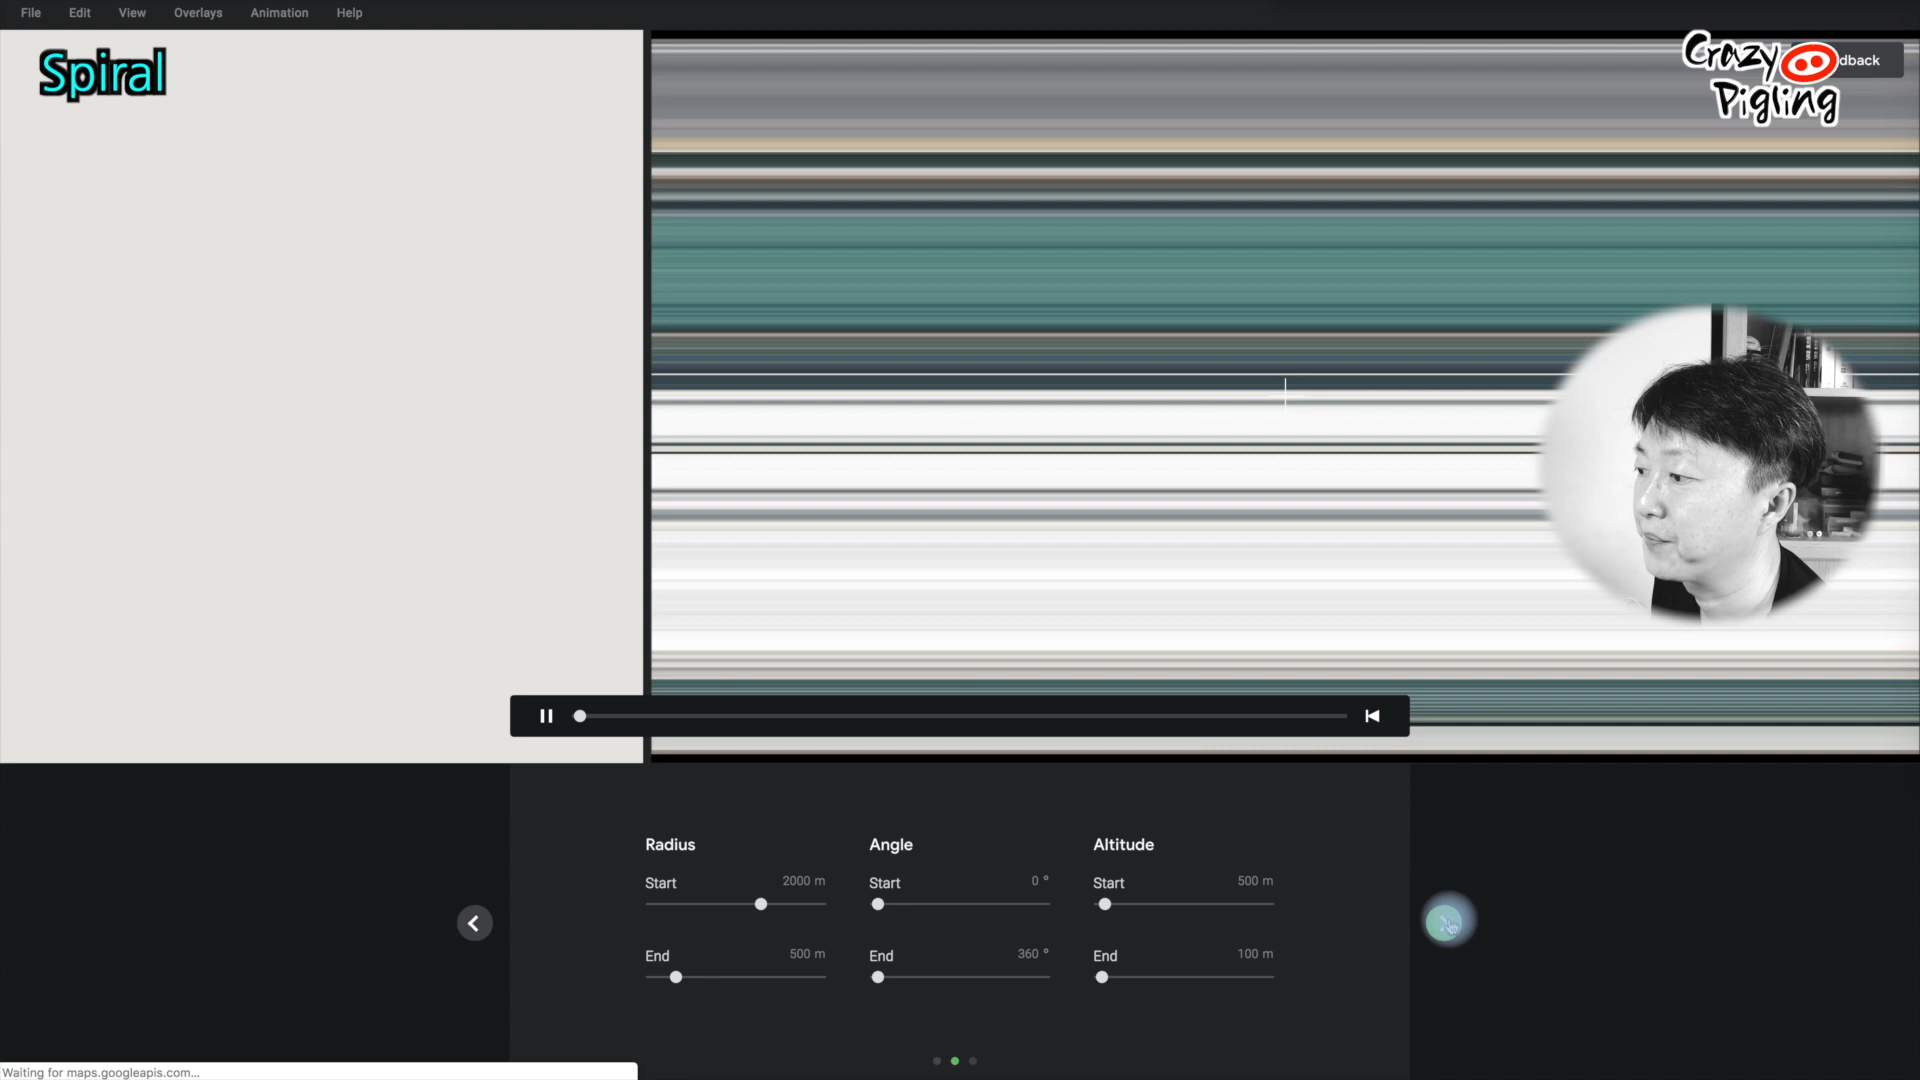 File Edit View Overlays Animation Help
Spiral
Crazy
Pigling
dback
Radius Angle Altitude
Start 2000 m Start 0 ° Start 500 m
End 500 m End 360 ° End 100 m
Waiting for maps.googleapis.com...